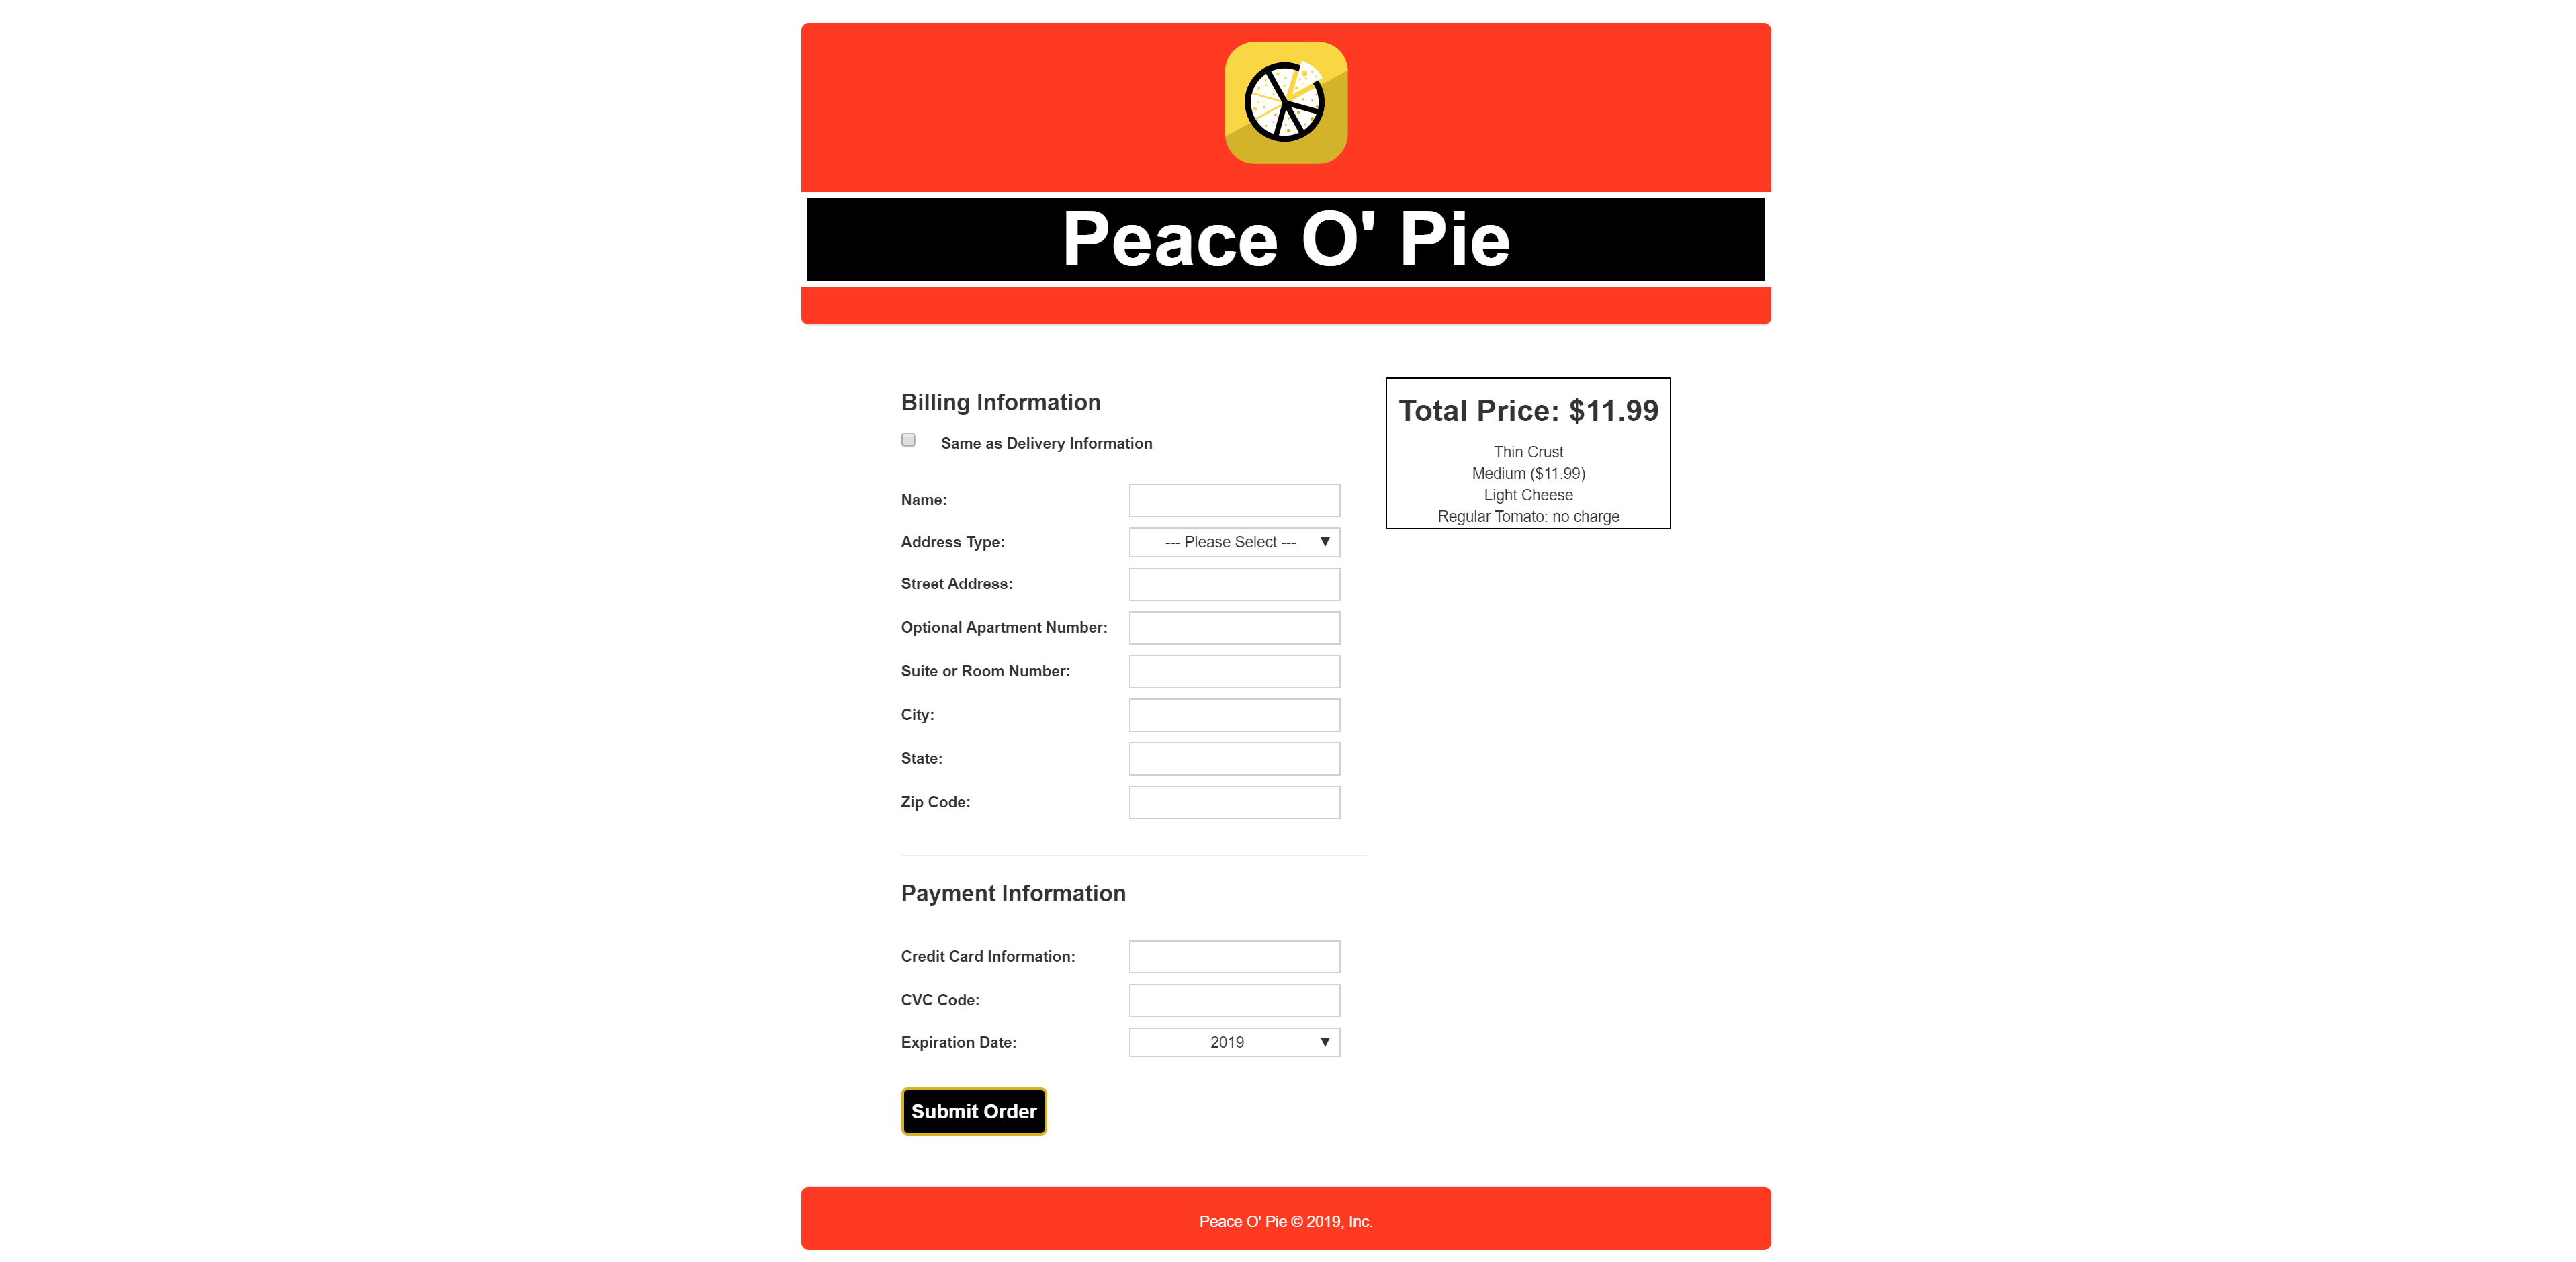 Peace O' Pie
Billing Information
Same as Delivery Information
Name:
Address Type: --- Please Select ---
Street Address:
Optional Apartment Number:
Suite or Room Number:
City:
State:
Zip Code:
Total Price: $11.99
Thin Crust
Medium ($11.99)
Light Cheese
Regular Tomato: no charge
Payment Information
Credit Card Information:
CVC Code:
Expiration Date: 2019
Submit Order
Peace O' Pie © 2019, Inc.